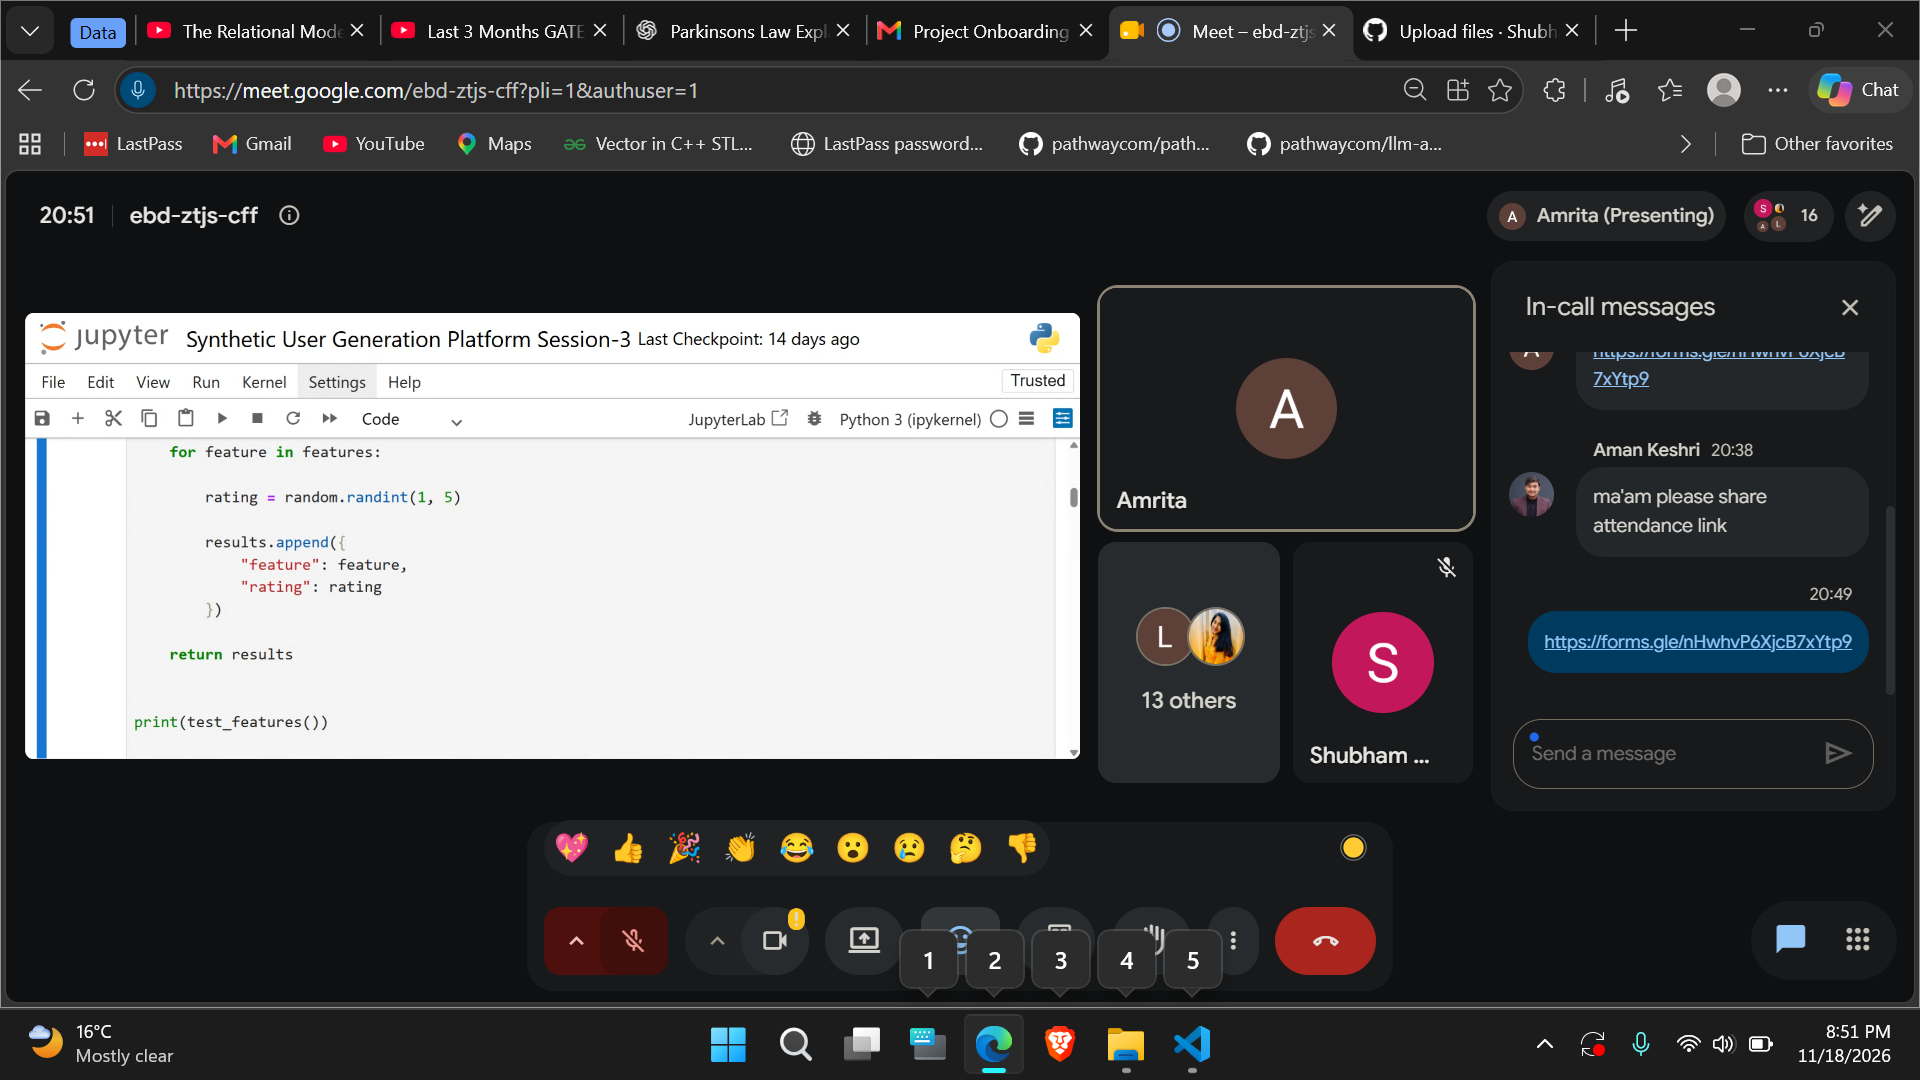 Data
The Relational Mode
Last 3 Months GATE
Parkinsons Law Expl
Project Onboarding
Meet – ebd-ztjs
Upload files · Shubh
https://meet.google.com/ebd-ztjs-cff?pli=1&authuser=1
Chat
LastPass
Gmail
YouTube
Maps
Vector in C++ STL...
LastPass password...
pathwaycom/path...
pathwaycom/llm-a...
Other favorites
20:51
ebd-ztjs-cff
A
Amrita (Presenting)
S
A
L
16
jupyter
Synthetic User Generation Platform Session-3 Last Checkpoint: 14 days ago
File
Edit
View
Run
Kernel
Settings
Help
Trusted
Code
JupyterLab
Python 3 (ipykernel)
for feature in features:
rating = random.randint(1, 5)
results.append({
"feature": feature,
"rating": rating
})
return results
print(test_features())
A
Amrita
L
13 others
S
Shubham ...
In-call messages
7xYtp9
Aman Keshri 20:38
ma'am please share
attendance link
20:49
https://forms.gle/nHwhvP6XjcB7xYtp9
Send a message
1
2
3
4
5
16°C
Mostly clear
8:51 PM
11/18/2026